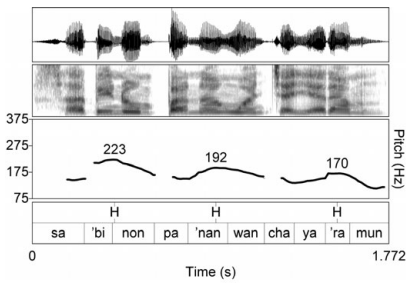 375
275
175
75
Pitch (Hz)
223
192
170
H H H
sa 'bi non pa 'nan wan cha ya 'ra mun
0 1.772
Time (s)